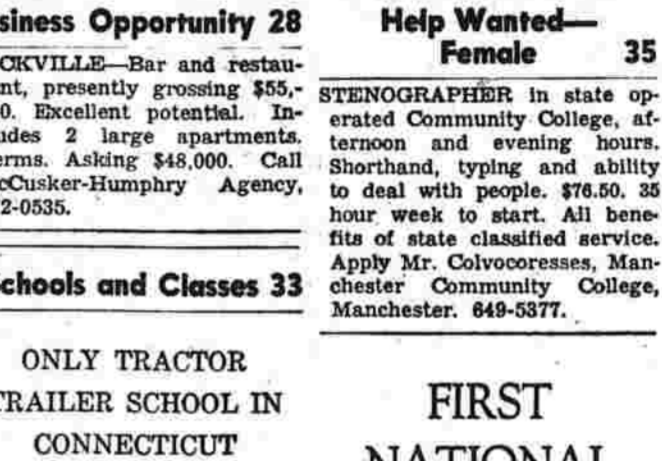 siness Opportunity 28
CKVILLE—Bar and restau-
nt, presently grossing $55,-
0. Excellent potential. In-
udes 2 large apartments.
erms. Asking $48,000. Call
cCusker-Humphry Agency,
2-0535.
chools and Classes 33
ONLY TRACTOR
TRAILER SCHOOL IN
CONNECTICUT
Help Wanted—
Female 35
STENOGRAPHER in state op-
erated Community College, af-
ternoon and evening hours.
Shorthand, typing and ability
to deal with people. $76.50. 35
hour week to start. All bene-
fits of state classified service.
Apply Mr. Colvocoresses, Man-
chester Community College,
Manchester. 649-5377.
FIRST
NATIONAL